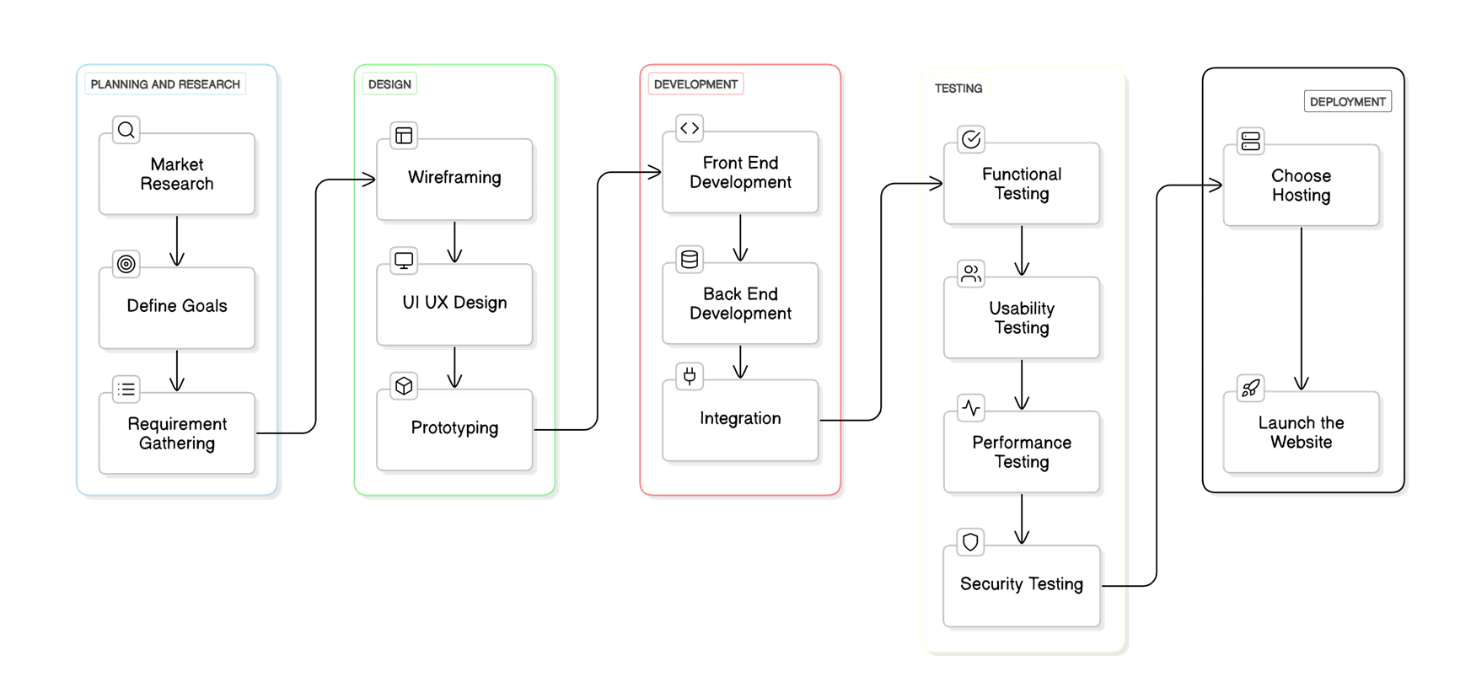 PLANNING AND RESEARCH
Market
Research
Define Goals
Requirement
Gathering
DESIGN
Wireframing
UI UX Design
Prototyping
DEVELOPMENT
Front End
Development
Back End
Development
Integration
TESTING
Functional
Testing
Usability
Testing
Performance
Testing
Security Testing
DEPLOYMENT
Choose
Hosting
Launch the
Website